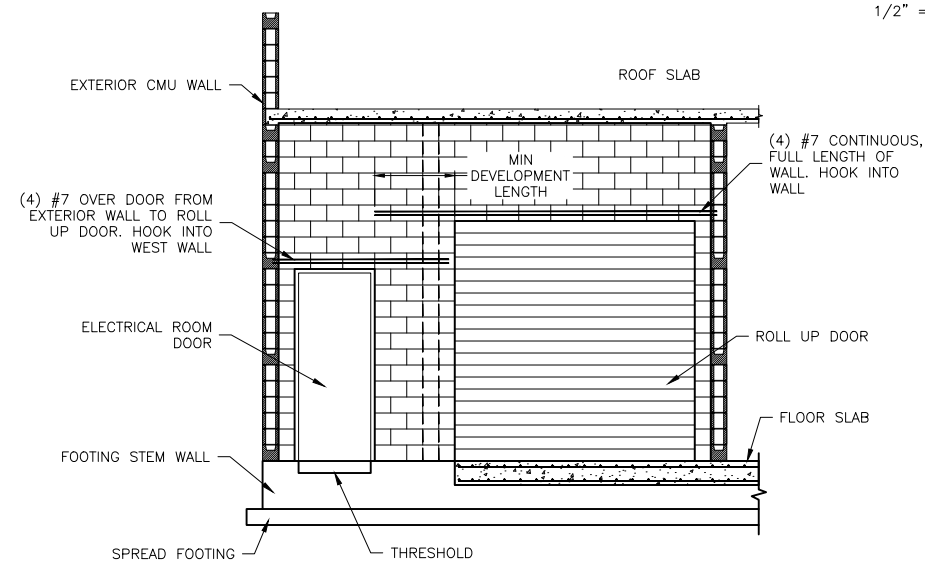 1/2" =
EXTERIOR CMU WALL
ROOF SLAB
(4) #7 CONTINUOUS,
FULL LENGTH OF
WALL. HOOK INTO
WALL
MIN
DEVELOPMENT
LENGTH
(4) #7 OVER DOOR FROM
EXTERIOR WALL TO ROLL
UP DOOR. HOOK INTO
WEST WALL
ELECTRICAL ROOM
DOOR
ROLL UP DOOR
FLOOR SLAB
FOOTING STEM WALL
SPREAD FOOTING
THRESHOLD